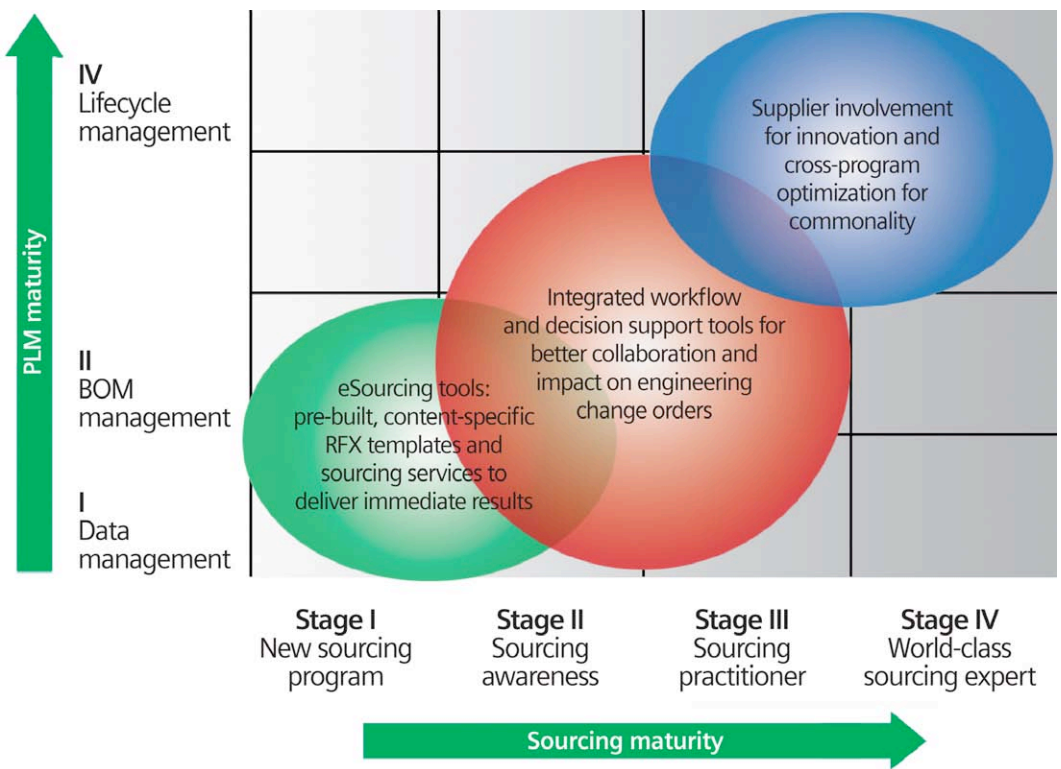 IV
Lifecycle
management
Supplier involvement
for innovation and
cross-program
optimization for
commonality
PLM maturity
II
BOM
management
Integrated workflow
and decision support tools for
better collaboration and
impact on engineering
change orders
eSourcing tools:
pre-built, content-specific
RFX templates and
sourcing services to
deliver immediate results
I
Data
management
Stage I
New sourcing
program
Stage II
Sourcing
awareness
Stage III
Sourcing
practitioner
Stage IV
World-class
sourcing expert
Sourcing maturity